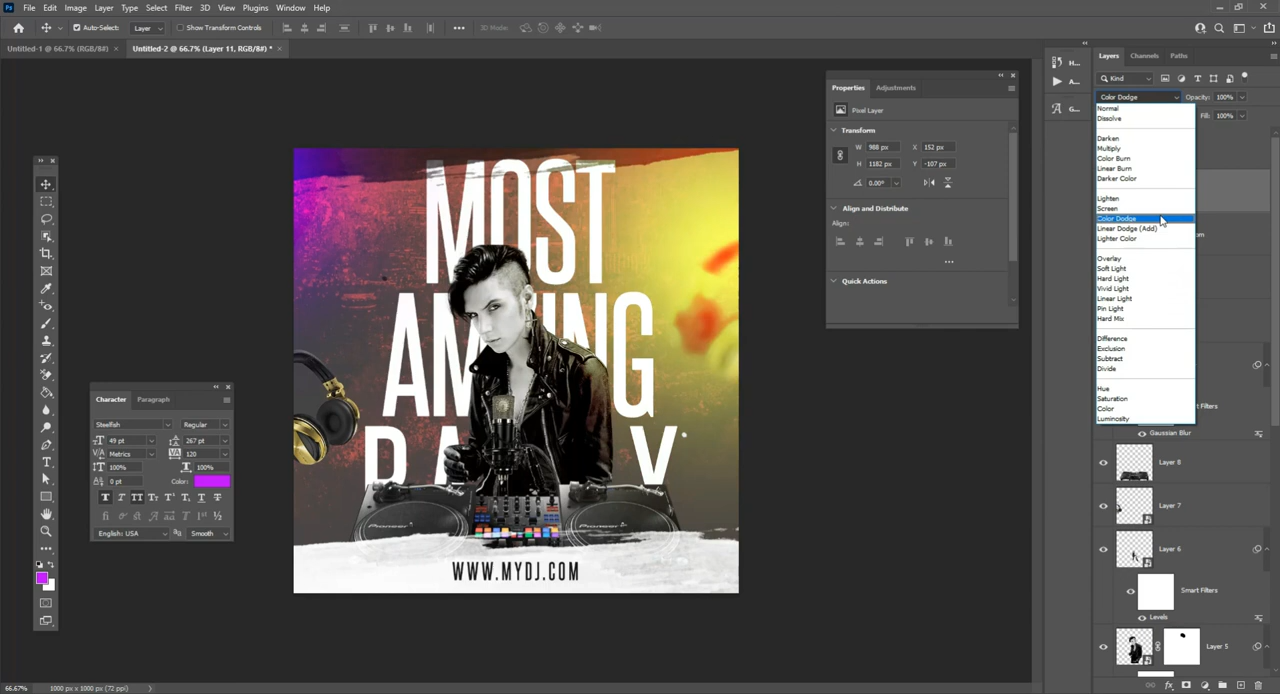 Ps File Edit Image Layer Type Select Filter 3D View Plugins Window Help
Auto-Select: Layer Show Transform Controls 3D Mode:
Untitled-1 @ 66.7% (RGB/8#) × Untitled-2 @ 66.7% (Layer 11, RGB/8#) * ×
MOST
AM ING
DA Y
Pioneer Pioneer
WWW.MYDJ.COM
Character Paragraph
Steelfish Regular
49 pt 267 pt
Metrics 120
100% 100%
0 pt Color:
English: USA Smooth
Properties Adjustments
Pixel Layer
Transform
W 988 px X 152 px
H 1182 px Y -107 px
0.00°
Align and Distribute
Align:
Quick Actions
H...
A...
G...
Layers Channels Paths
Kind
Color Dodge Opacity: 100%
Fill: 100%
Normal
Dissolve
Darken
Multiply
Color Burn
Linear Burn
Darker Color
Lighten
Screen
Color Dodge
Linear Dodge (Add)
Lighter Color
Overlay
Soft Light
Hard Light
Vivid Light
Linear Light
Pin Light
Hard Mix
Difference
Exclusion
Subtract
Divide
Hue
Saturation
Color
Luminosity
Gaussian Blur
Layer 8
Layer 7
Layer 6
Smart Filters
Levels
Layer 5
66.67% 1000 px x 1000 px (72 ppi)